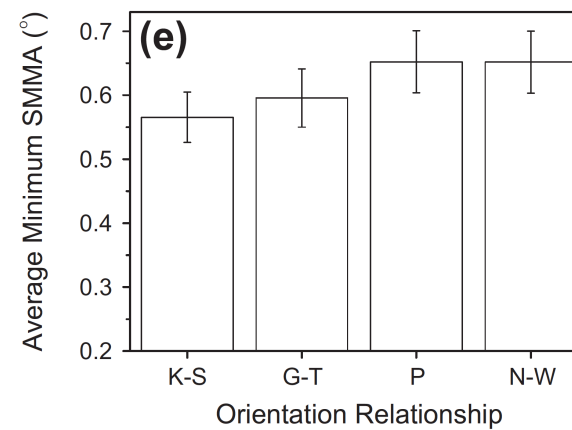 (e)
Average Minimum SMMA (°)
0.7
0.6
0.5
0.4
0.3
0.2
K-S G-T P N-W
Orientation Relationship